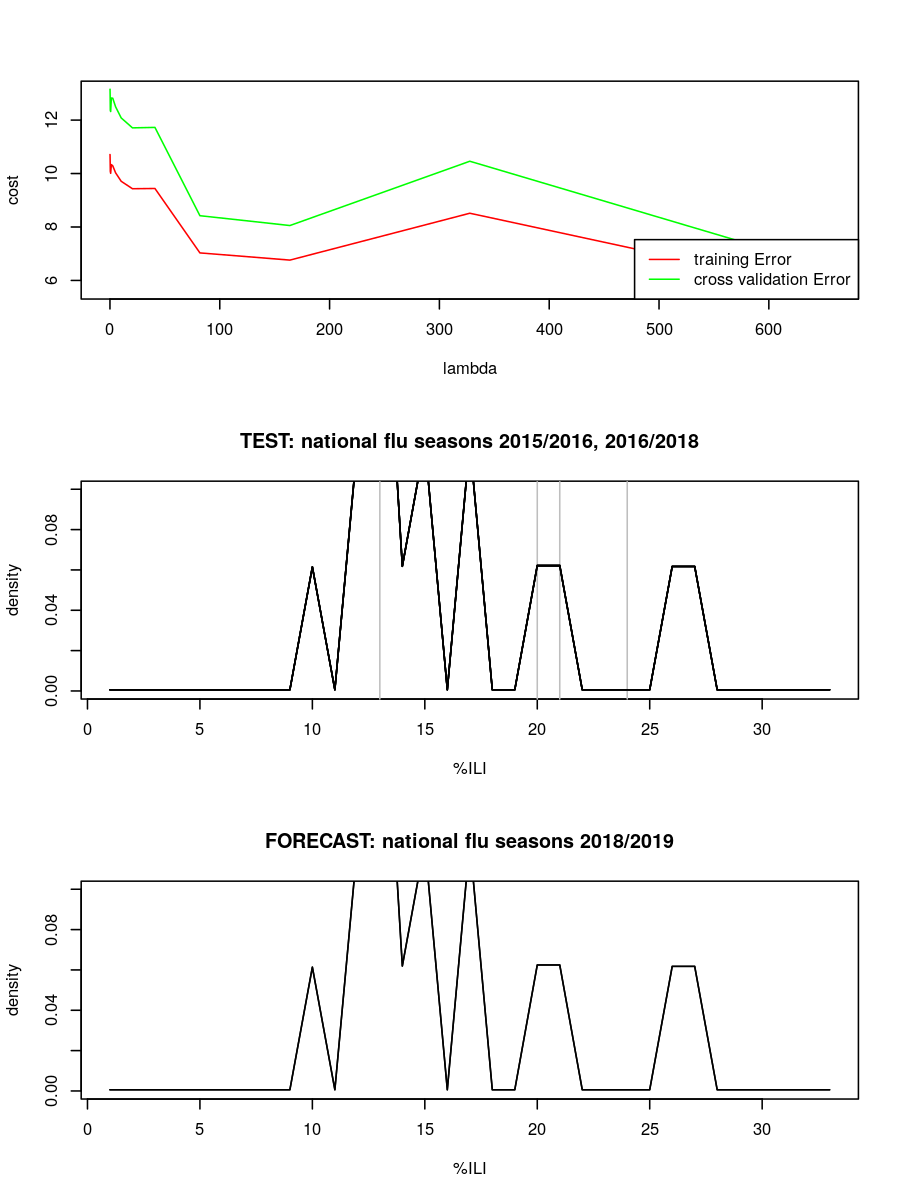 12
10
8
6
cost
training Error
cross validation Error
0 100 200 300 400 500 600
lambda
TEST: national flu seasons 2015/2016, 2016/2018
0.08
0.04
0.00
density
0 5 10 15 20 25 30
%ILI
FORECAST: national flu seasons 2018/2019
0.08
0.04
0.00
density
0 5 10 15 20 25 30
%ILI